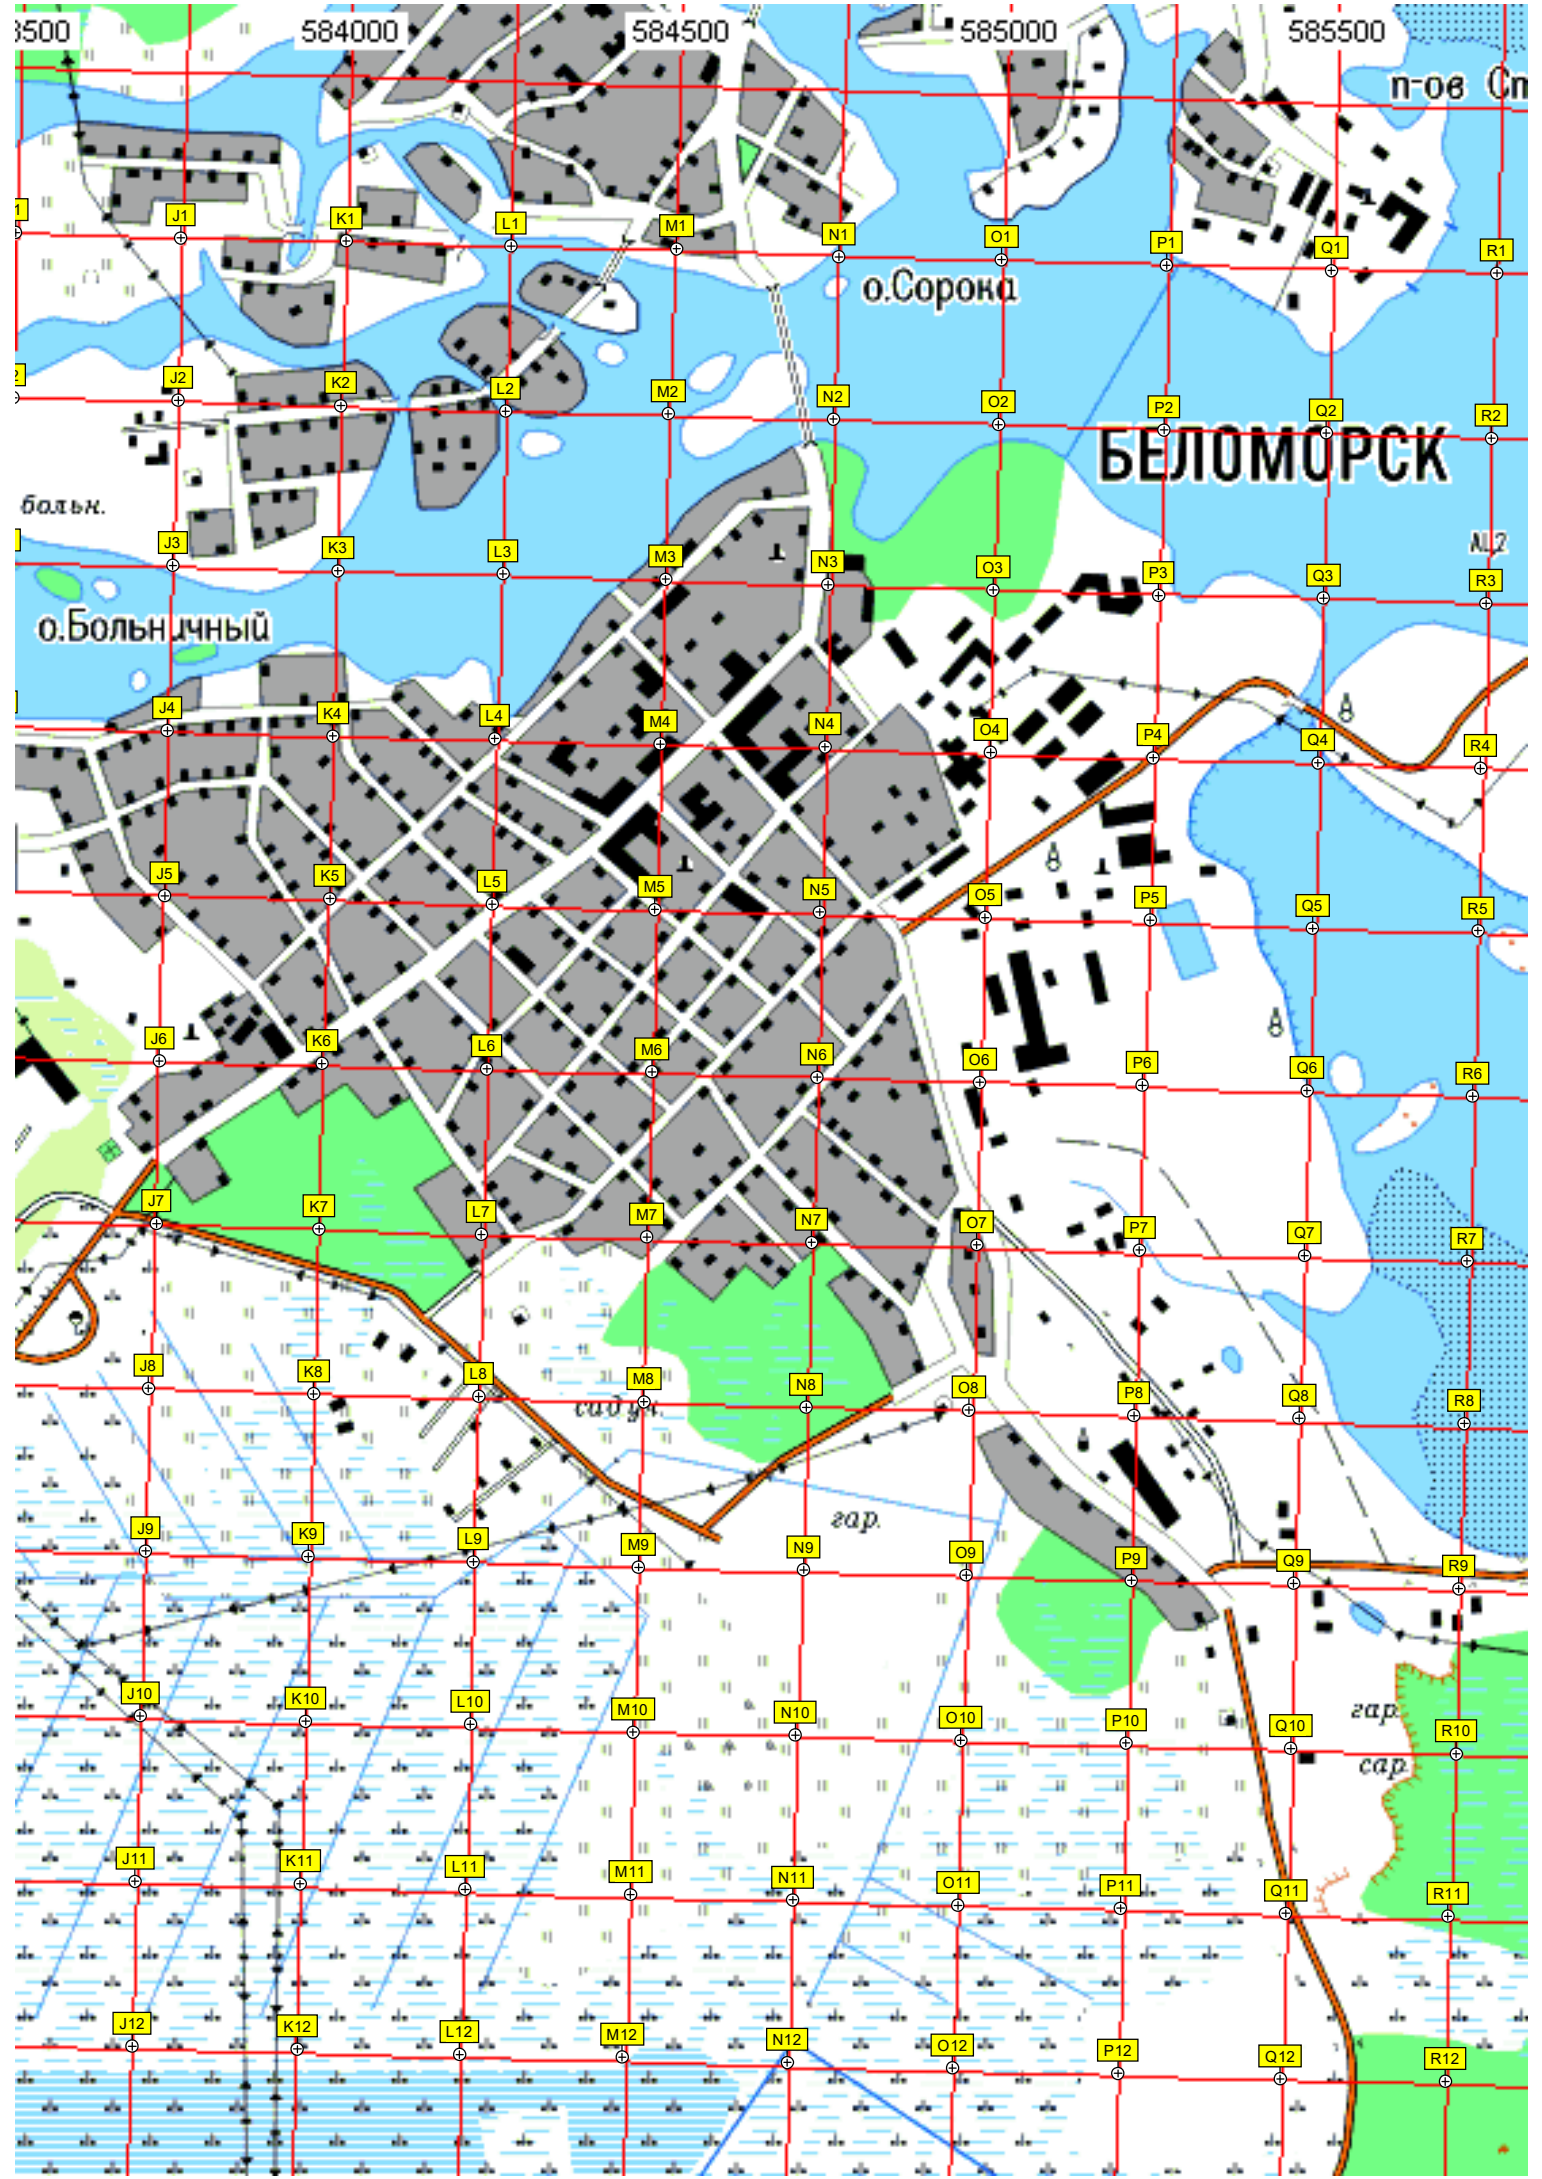 584000 584500 585000 585500
п-ов
J1 K1 L1 M1 N1 O1 P1 Q1 R1
о.Сорока
J2 K2 L2 M2 N2 O2 P2 Q2 R2
БЕЛОМОРСК
больн.
J3 K3 L3 M3 N3 O3 P3 Q3 R3
о.Больничный
J4 K4 L4 M4 N4 O4 P4 Q4 R4
J5 K5 L5 M5 N5 O5 P5 Q5 R5
J6 K6 L6 M6 N6 O6 P6 Q6 R6
J7 K7 L7 M7 N7 O7 P7 Q7 R7
J8 K8 L8 M8 N8 O8 P8 Q8 R8
сад уч.
гар.
J9 K9 L9 M9 N9 O9 P9 Q9 R9
J10 K10 L10 M10 N10 O10 P10 Q10 R10
гар.
сар.
J11 K11 L11 M11 N11 O11 P11 Q11 R11
J12 K12 L12 M12 N12 O12 P12 Q12 R12